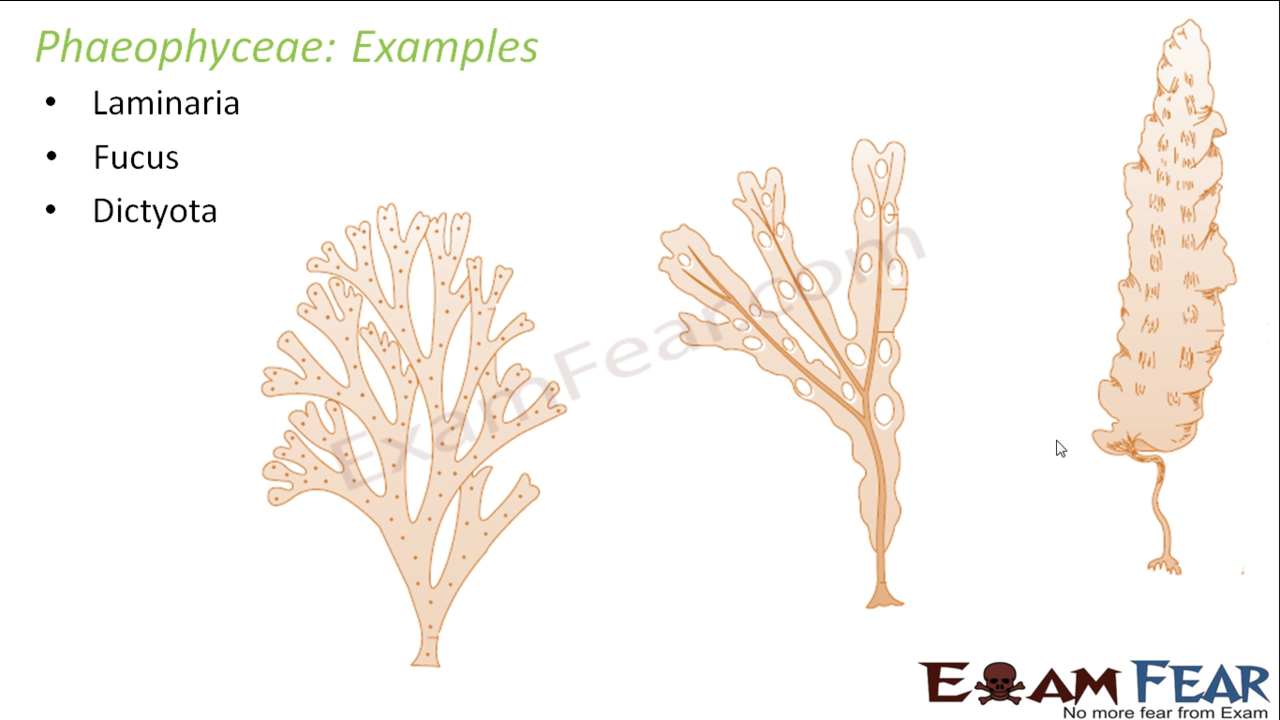 Phaeophyceae: Examples
• Laminaria
• Fucus
• Dictyota
ExamFear.com
EXAM FEAR
No more fear from Exam